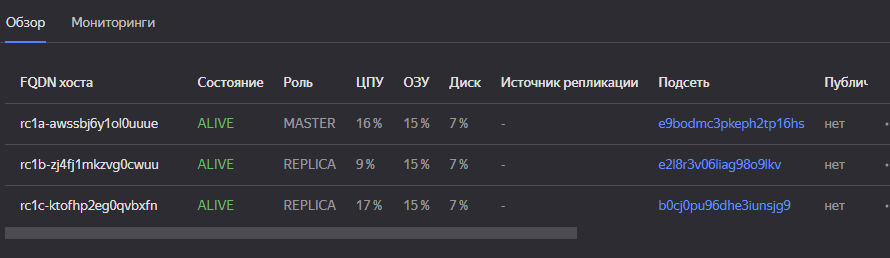 Обзор Мониторинги
FQDN хоста Состояние Роль ЦПУ ОЗУ Диск Источник репликации Подсеть Публич
rc1a-awssbj6y1ol0uuue ALIVE MASTER 16 % 15 % 7 % - e9bodmc3pkeph2tp16hs нет
rc1b-zj4fj1mkzvg0cwuu ALIVE REPLICA 9 % 15 % 7 % - e2l8r3v06liag98o9lkv нет
rc1c-ktofhp2eg0qvbxfn ALIVE REPLICA 17 % 15 % 7 % - b0cj0pu96dhe3iunsjg9 нет